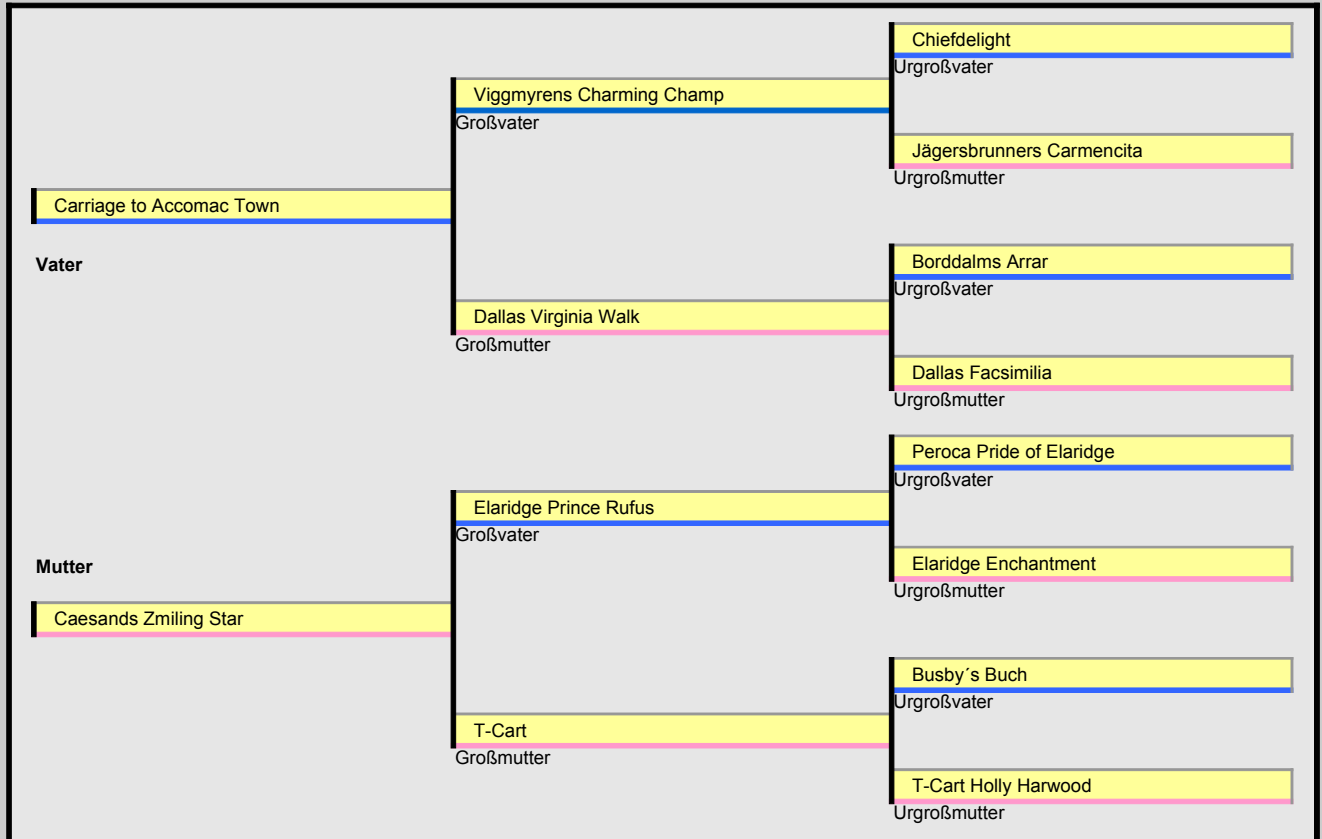 Chiefdelight
Urgroßvater
Viggmyrens Charming Champ
Großvater
Jägersbrunners Carmencita
Urgroßmutter
Carriage to Accomac Town
Vater
Borddalms Arrar
Urgroßvater
Dallas Virginia Walk
Großmutter
Dallas Facsimilia
Urgroßmutter
Peroca Pride of Elaridge
Urgroßvater
Elaridge Prince Rufus
Großvater
Mutter
Elaridge Enchantment
Urgroßmutter
Caesands Zmiling Star
Busby´s Buch
Urgroßvater
T-Cart
Großmutter
T-Cart Holly Harwood
Urgroßmutter